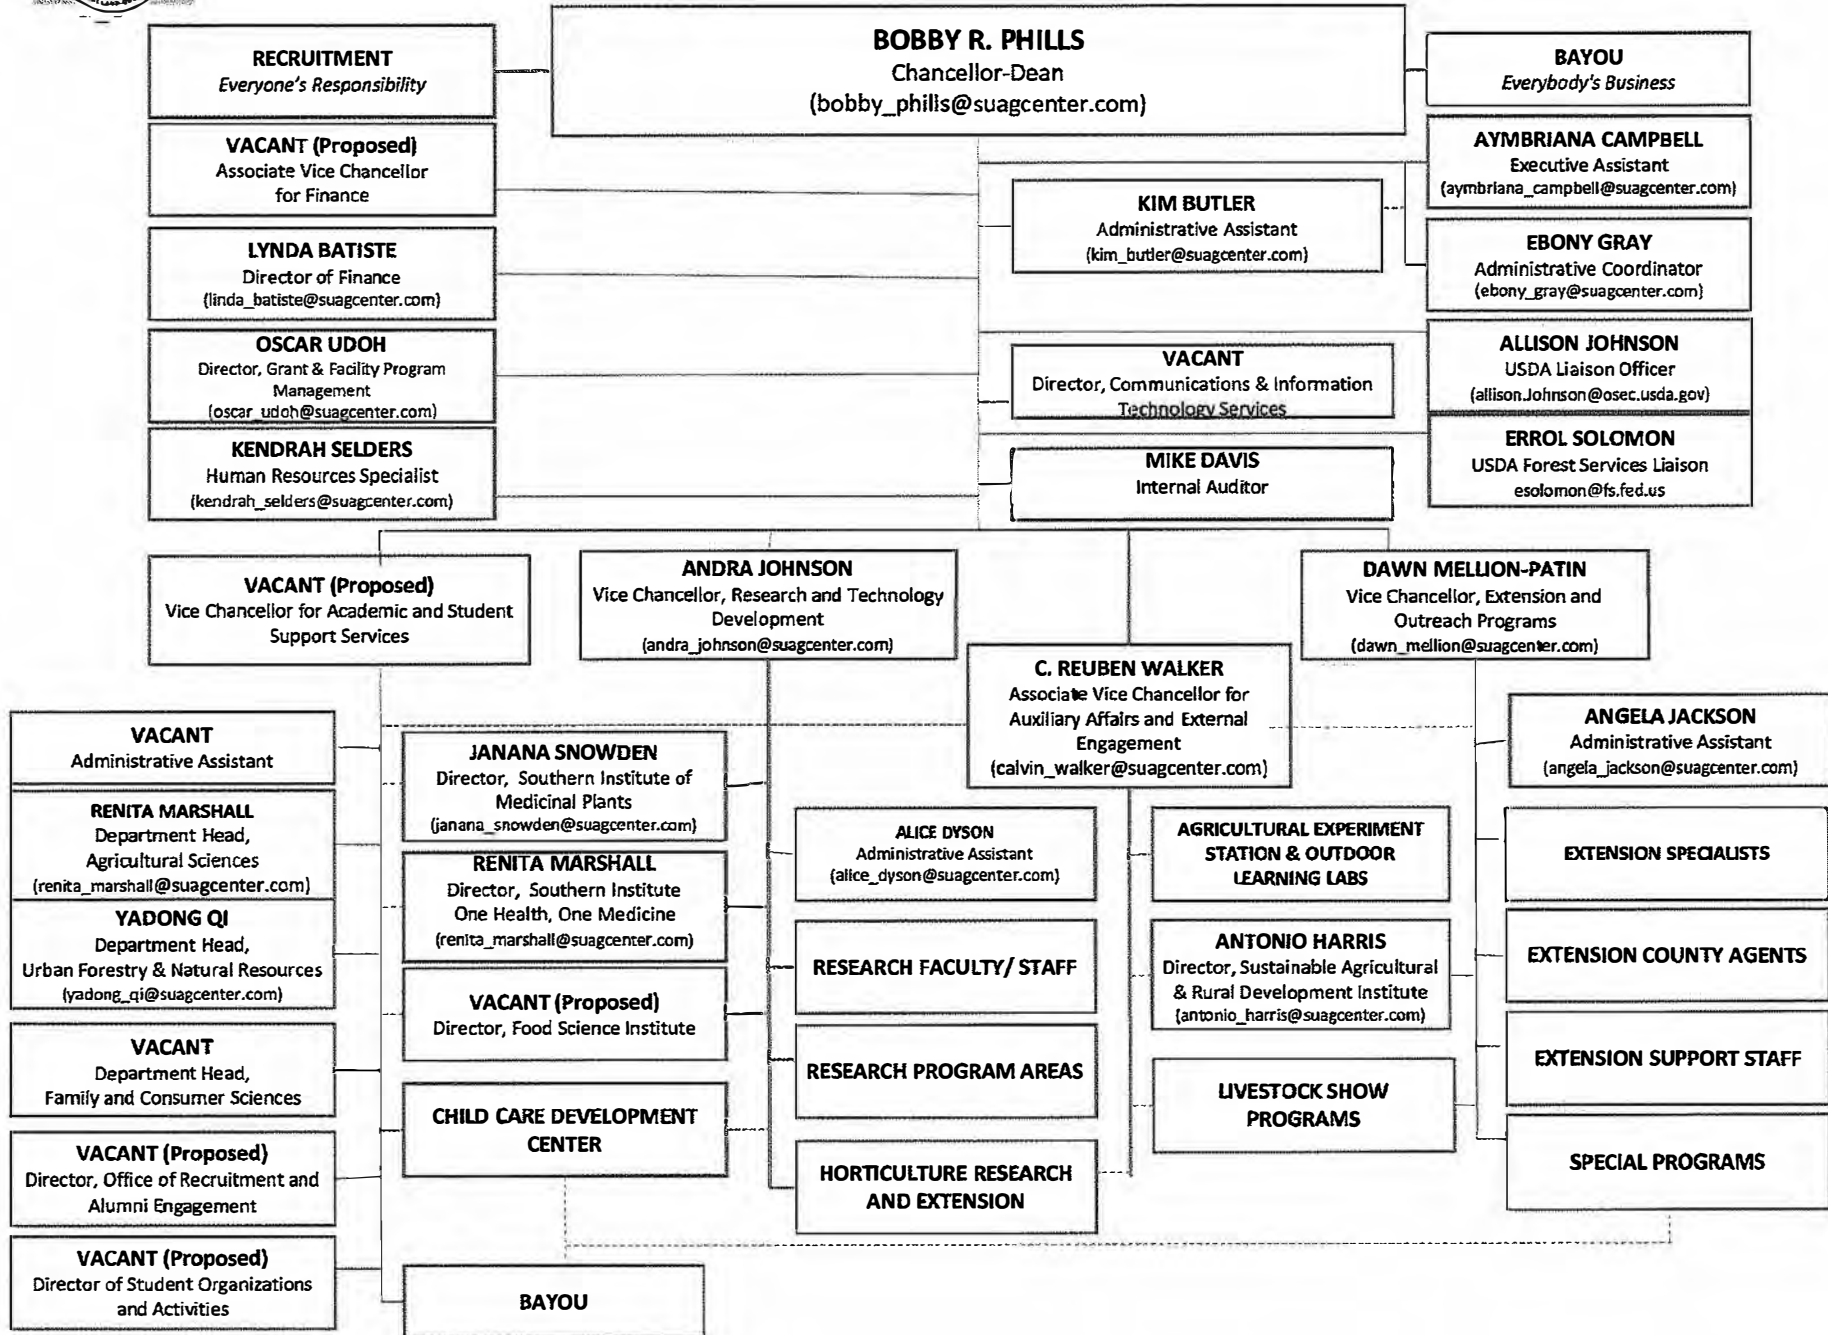 RECRUITMENT
Everyone's Responsibility
BOBBY R. PHILLS
Chancellor-Dean
(bobby_phills@suagcenter.com)
BAYOU
Everybody's Business
VACANT (Proposed)
Associate Vice Chancellor
for Finance
AYMBRIANA CAMPBELL
Executive Assistant
(aymbriana_campbell@suagcenter.com)
KIM BUTLER
Administrative Assistant
(kim_butler@suagcenter.com)
LYNDA BATISTE
Director of Finance
(linda_batiste@suagcenter.com)
EBONY GRAY
Administrative Coordinator
(ebony_gray@suagcenter.com)
OSCAR UDOH
Director, Grant & Facility Program
Management
(oscar_udoh@suagcenter.com)
VACANT
Director, Communications & Information
Technology Services
ALLISON JOHNSON
USDA Liaison Officer
(allison.Johnson@osec.usda.gov)
KENDRAH SELDERS
Human Resources Specialist
(kendrah_selders@suagcenter.com)
MIKE DAVIS
Internal Auditor
ERROL SOLOMON
USDA Forest Services Liaison
esolomon@fs.fed.us
VACANT (Proposed)
Vice Chancellor for Academic and Student
Support Services
ANDRA JOHNSON
Vice Chancellor, Research and Technology
Development
(andra_johnson@suagcenter.com)
DAWN MELLION-PATIN
Vice Chancellor, Extension and
Outreach Programs
(dawn_mellion@suagcenter.com)
C. REUBEN WALKER
Associate Vice Chancellor for
Auxiliary Affairs and External
Engagement
(calvin_walker@suagcenter.com)
VACANT
Administrative Assistant
RENITA MARSHALL
Department Head,
Agricultural Sciences
(renita_marshall@suagcenter.com)
YADONG QI
Department Head,
Urban Forestry & Natural Resources
(yadong_qi@suagcenter.com)
VACANT
Department Head,
Family and Consumer Sciences
VACANT (Proposed)
Director, Office of Recruitment and
Alumni Engagement
VACANT (Proposed)
Director of Student Organizations
and Activities
JANANA SNOWDEN
Director, Southern Institute of
Medicinal Plants
(janana_snowden@suagcenter.com)
RENITA MARSHALL
Director, Southern Institute
One Health, One Medicine
(renita_marshall@suagcenter.com)
VACANT (Proposed)
Director, Food Science Institute
CHILD CARE DEVELOPMENT
CENTER
BAYOU
ALICE DYSON
Administrative Assistant
(alice_dyson@suagcenter.com)
RESEARCH FACULTY/ STAFF
RESEARCH PROGRAM AREAS
HORTICULTURE RESEARCH
AND EXTENSION
AGRICULTURAL EXPERIMENT
STATION & OUTDOOR
LEARNING LABS
ANTONIO HARRIS
Director, Sustainable Agricultural
& Rural Development Institute
(antonio_harris@suagcenter.com)
LIVESTOCK SHOW
PROGRAMS
ANGELA JACKSON
Administrative Assistant
(angela_jackson@suagcenter.com)
EXTENSION SPECIALISTS
EXTENSION COUNTY AGENTS
EXTENSION SUPPORT STAFF
SPECIAL PROGRAMS